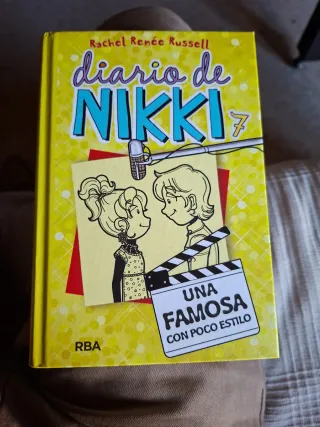 Rachel Renée Russell
diario de
NIKKI 7
UNA
FAMOSA
CON POCO ESTILO
RBA